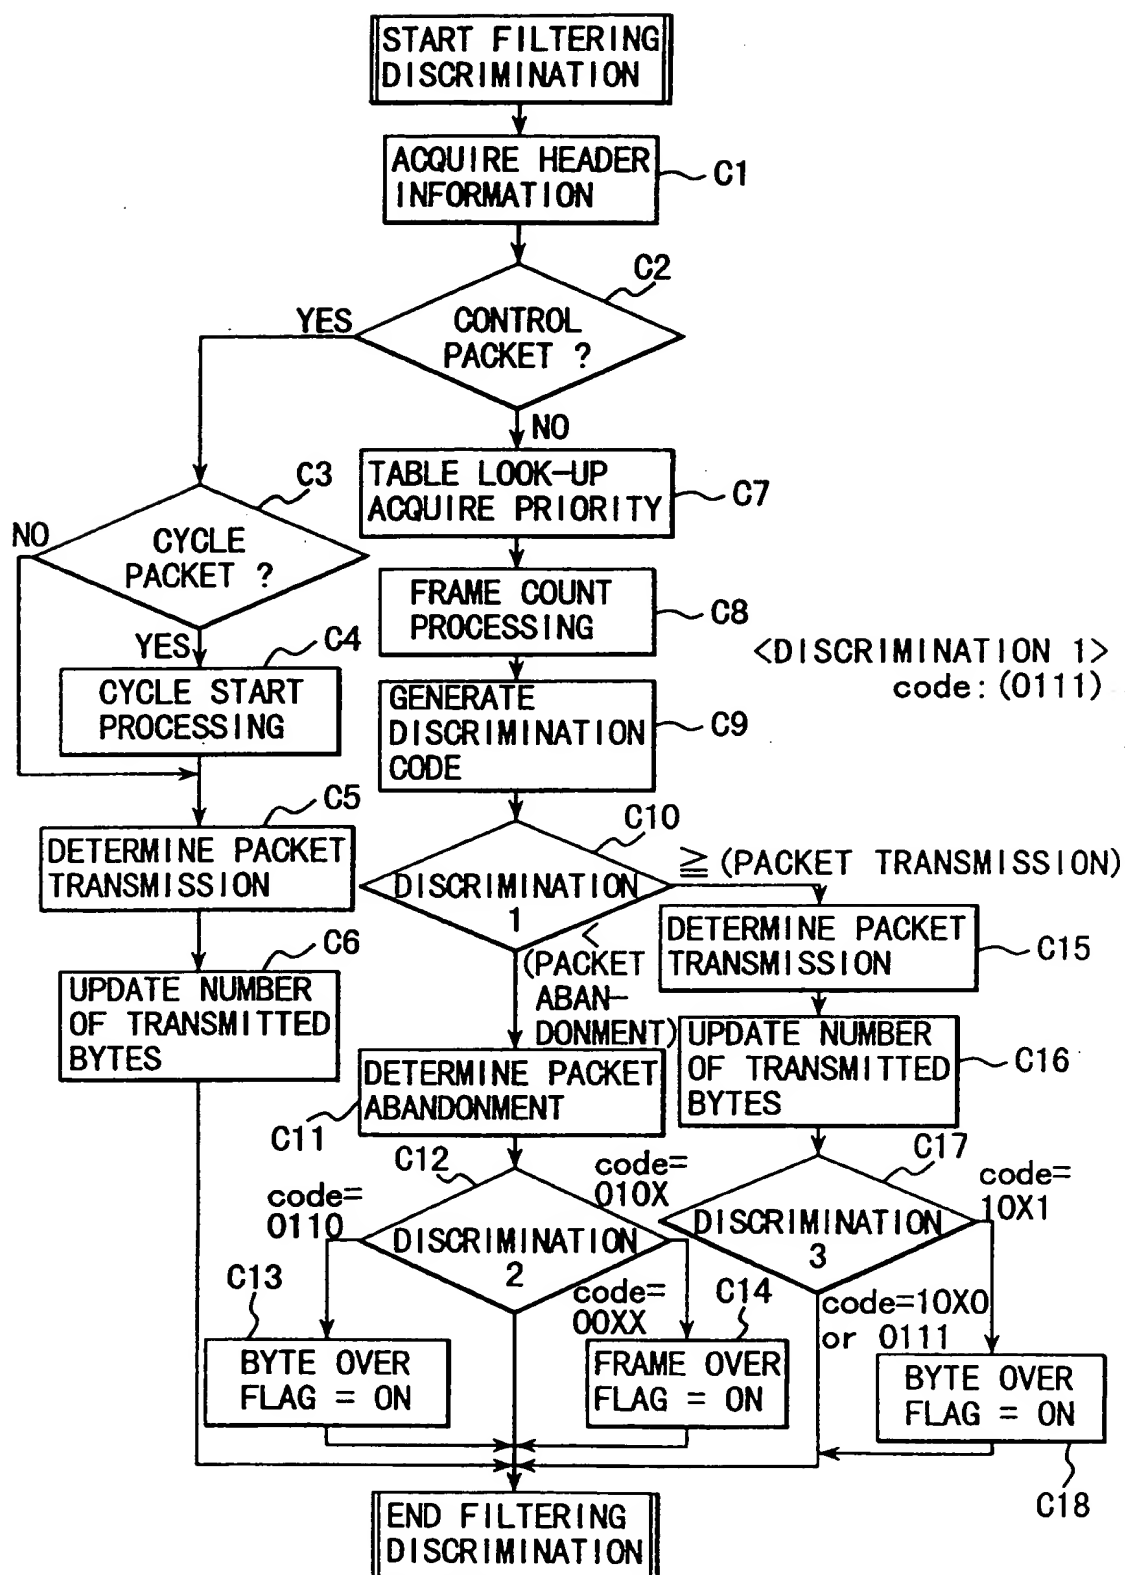 START FILTERING
DISCRIMINATION
ACQUIRE HEADER
INFORMATION
C1
C2
YES
CONTROL
PACKET ?
NO
C3
TABLE LOOK-UP
ACQUIRE PRIORITY
C7
NO
CYCLE
PACKET ?
FRAME COUNT
PROCESSING
C8
YES
C4
<DISCRIMINATION 1>
code:(0111)
CYCLE START
PROCESSING
GENERATE
DISCRIMINATION
CODE
C9
C5
C10
DETERMINE PACKET
TRANSMISSION
DISCRIMINATION
1
≧ (PACKET TRANSMISSION)
<
(PACKET
ABAN-
DONMENT)
DETERMINE PACKET
TRANSMISSION
C15
C6
UPDATE NUMBER
OF TRANSMITTED
BYTES
UPDATE NUMBER
OF TRANSMITTED
BYTES
C16
DETERMINE PACKET
ABANDONMENT
C11
C12
C17
code=
0110
code=
010X
DISCRIMINATION
2
DISCRIMINATION
3
code=
10X1
C13
code=
00XX
C14
code=10X0
or 0111
BYTE OVER
FLAG = ON
FRAME OVER
FLAG = ON
BYTE OVER
FLAG = ON
C18
END FILTERING
DISCRIMINATION